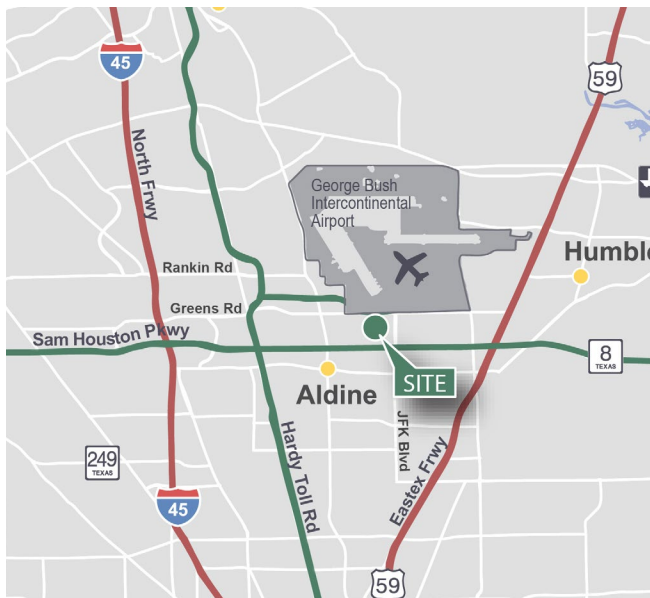 45
59
North Frwy
George Bush
Intercontinental
Airport
Humble
Rankin Rd
Greens Rd
Sam Houston Pkwy
8
TEXAS
SITE
Aldine
JFK Blvd
Eastex Frwy
Hardy Toll Rd
249
TEXAS
45
59